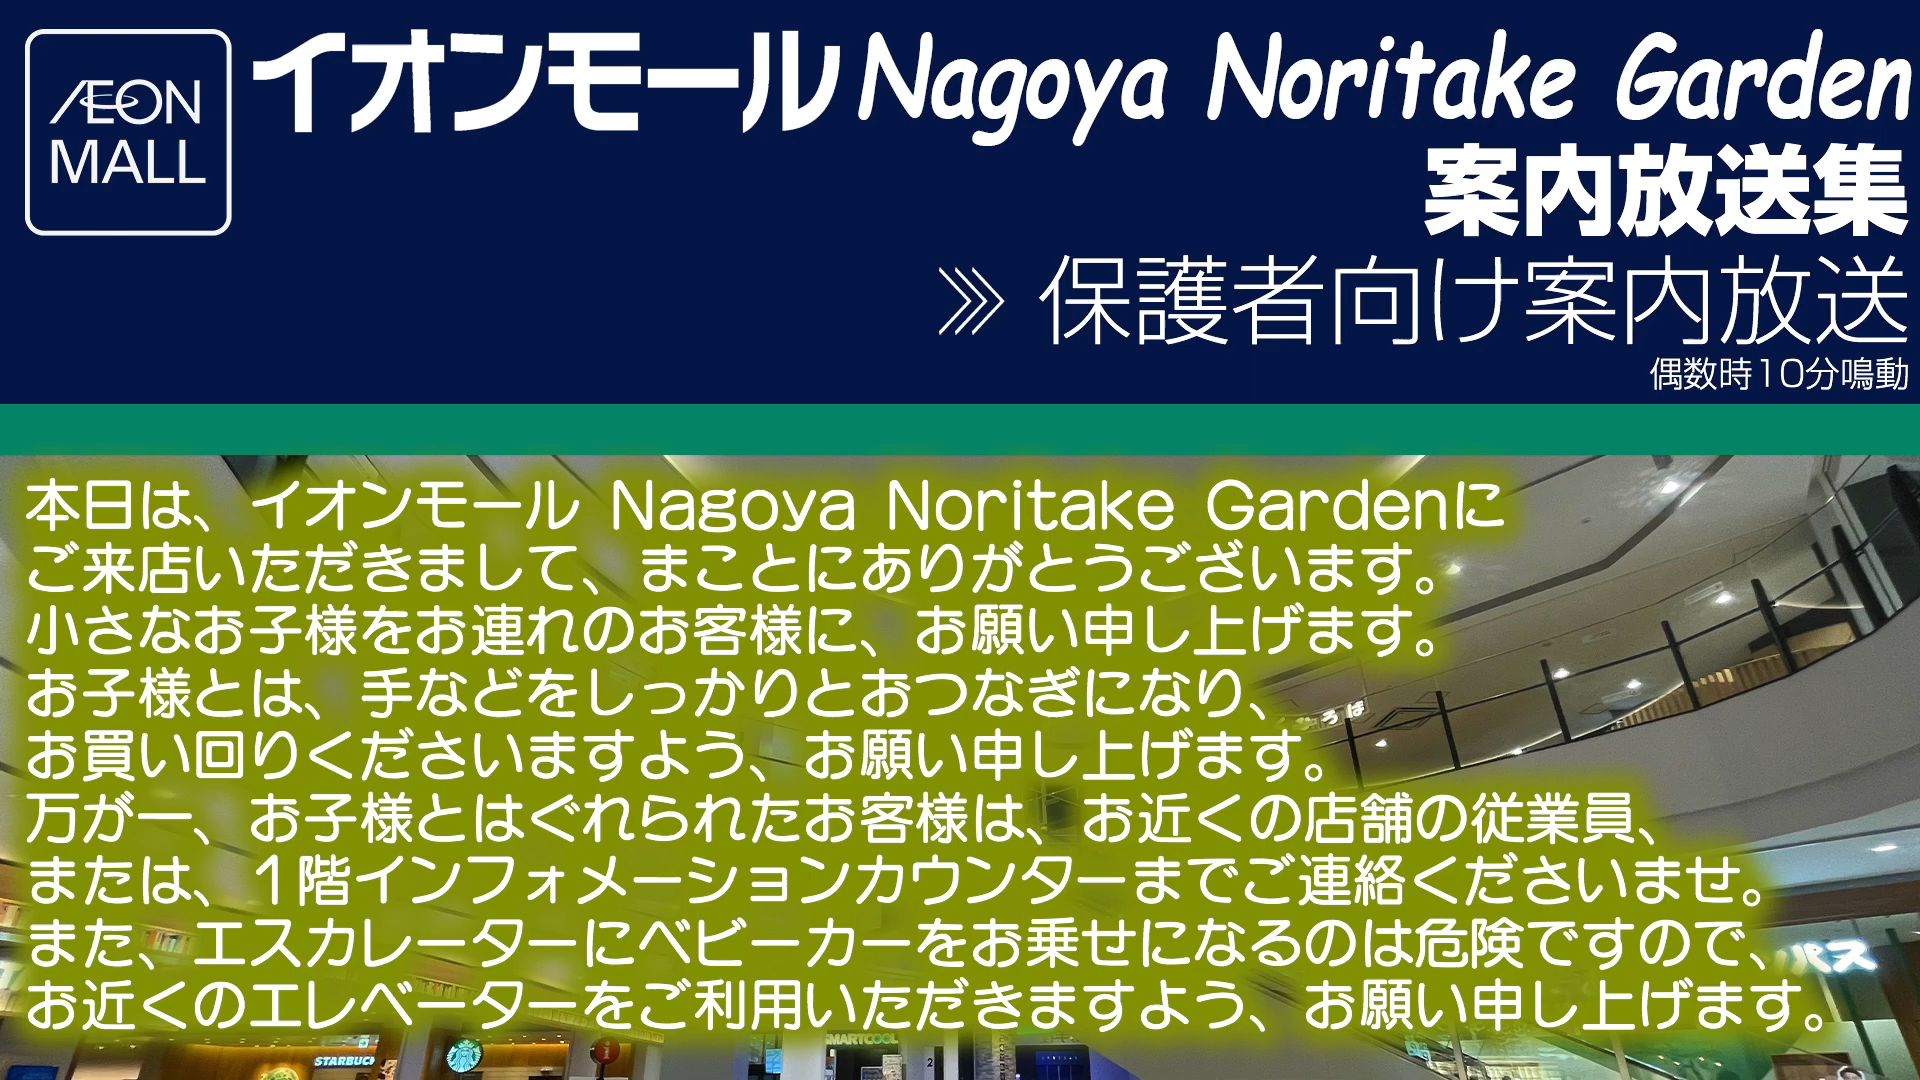 ÆON
MALL
イオンモール Nagoya Noritake Garden
案内放送集
保護者向け案内放送
偶数時10分鳴動
本日は、イオンモール Nagoya Noritake Gardenに
ご来店いただきまして、まことにありがとうございます。
小さなお子様をお連れのお客様に、お願い申し上げます。
お子様とは、手などをしっかりとおつなぎになり、
お買い回りくださいますよう、お願い申し上げます。
万が一、お子様とはぐれられたお客様は、お近くの店舗の従業員、
または、1階インフォメーションカウンターまでご連絡くださいませ。
また、エスカレーターにベビーカーをお乗せになるのは危険ですので、
お近くのエレベーターをご利用いただきますよう、お願い申し上げます。
パス
STARBUC
SMARTCOOL
2